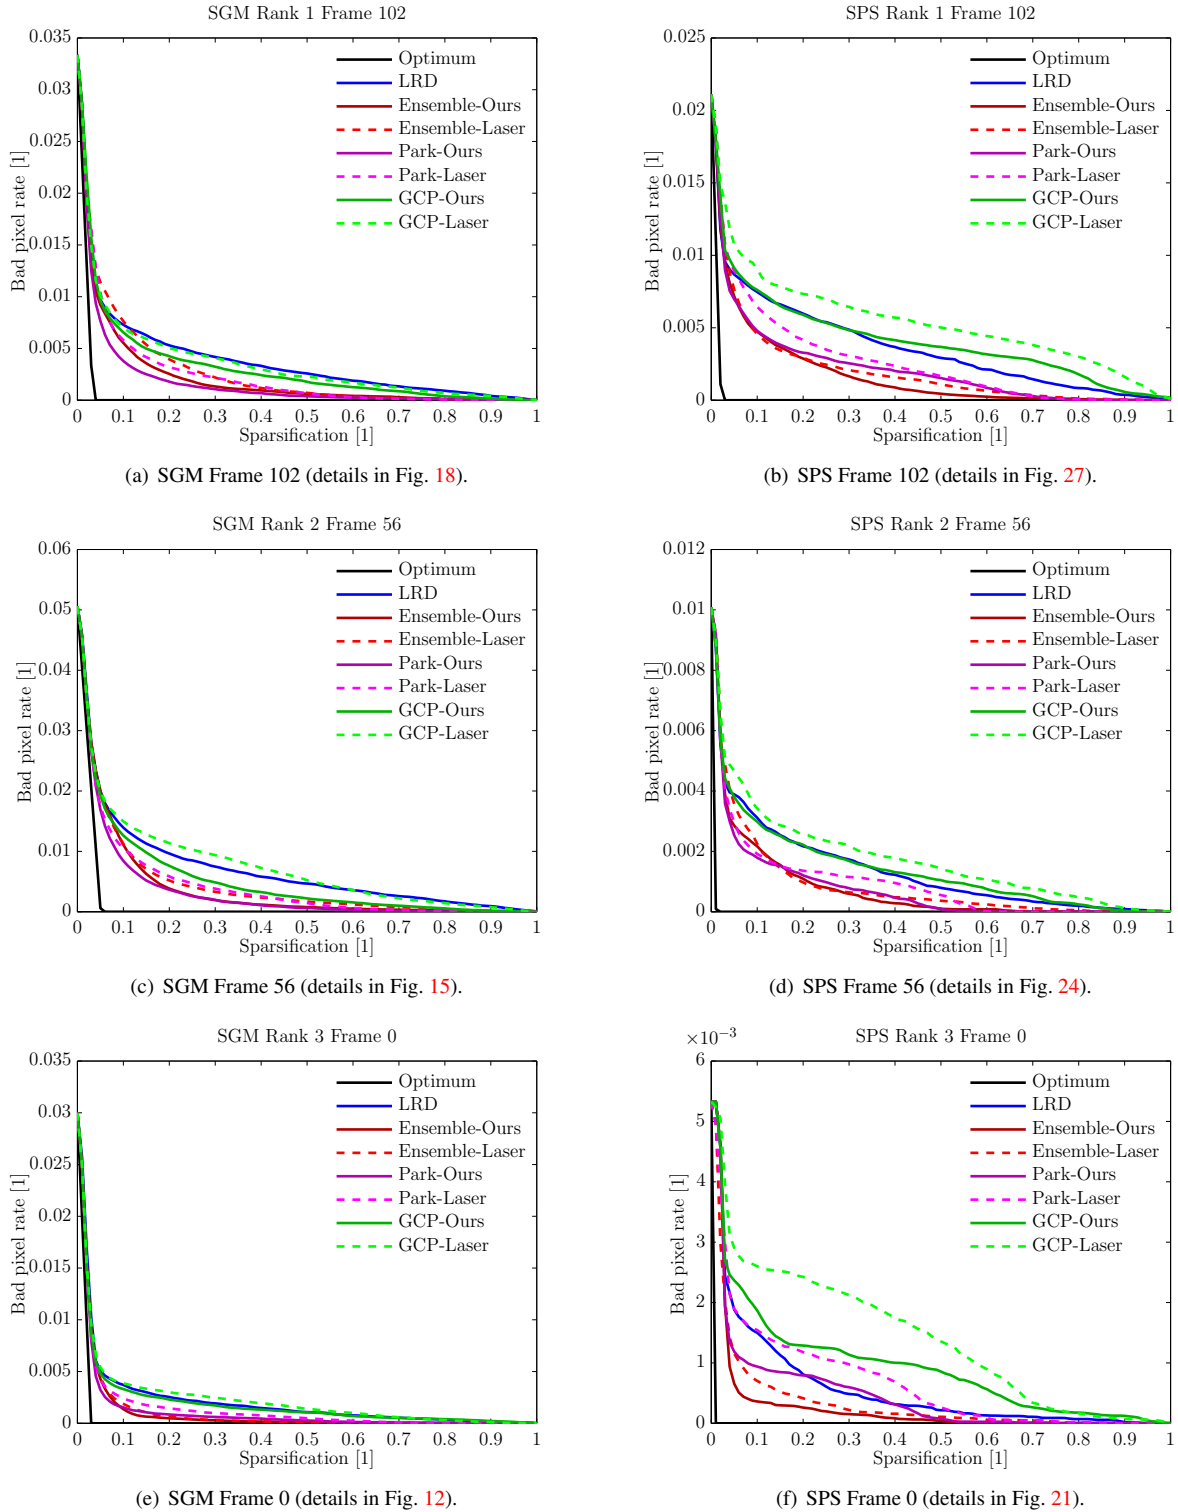 SGM Rank 1 Frame 102
0.035
0.03
0.025
0.02
0.015
0.01
0.005
0
Bad pixel rate [1]
Optimum
LRD
Ensemble-Ours
Ensemble-Laser
Park-Ours
Park-Laser
GCP-Ours
GCP-Laser
0 0.1 0.2 0.3 0.4 0.5 0.6 0.7 0.8 0.9 1
Sparsification [1]
(a) SGM Frame 102 (details in Fig. 18).
SPS Rank 1 Frame 102
0.025
0.02
0.015
0.01
0.005
0
Bad pixel rate [1]
Optimum
LRD
Ensemble-Ours
Ensemble-Laser
Park-Ours
Park-Laser
GCP-Ours
GCP-Laser
0 0.1 0.2 0.3 0.4 0.5 0.6 0.7 0.8 0.9 1
Sparsification [1]
(b) SPS Frame 102 (details in Fig. 27).
SGM Rank 2 Frame 56
0.06
0.05
0.04
0.03
0.02
0.01
0
Bad pixel rate [1]
Optimum
LRD
Ensemble-Ours
Ensemble-Laser
Park-Ours
Park-Laser
GCP-Ours
GCP-Laser
0 0.1 0.2 0.3 0.4 0.5 0.6 0.7 0.8 0.9 1
Sparsification [1]
(c) SGM Frame 56 (details in Fig. 15).
SPS Rank 2 Frame 56
0.012
0.01
0.008
0.006
0.004
0.002
0
Bad pixel rate [1]
Optimum
LRD
Ensemble-Ours
Ensemble-Laser
Park-Ours
Park-Laser
GCP-Ours
GCP-Laser
0 0.1 0.2 0.3 0.4 0.5 0.6 0.7 0.8 0.9 1
Sparsification [1]
(d) SPS Frame 56 (details in Fig. 24).
SGM Rank 3 Frame 0
0.035
0.03
0.025
0.02
0.015
0.01
0.005
0
Bad pixel rate [1]
Optimum
LRD
Ensemble-Ours
Ensemble-Laser
Park-Ours
Park-Laser
GCP-Ours
GCP-Laser
0 0.1 0.2 0.3 0.4 0.5 0.6 0.7 0.8 0.9 1
Sparsification [1]
(e) SGM Frame 0 (details in Fig. 12).
SPS Rank 3 Frame 0
×10⁻³
6
5
4
3
2
1
0
Bad pixel rate [1]
Optimum
LRD
Ensemble-Ours
Ensemble-Laser
Park-Ours
Park-Laser
GCP-Ours
GCP-Laser
0 0.1 0.2 0.3 0.4 0.5 0.6 0.7 0.8 0.9 1
Sparsification [1]
(f) SPS Frame 0 (details in Fig. 21).